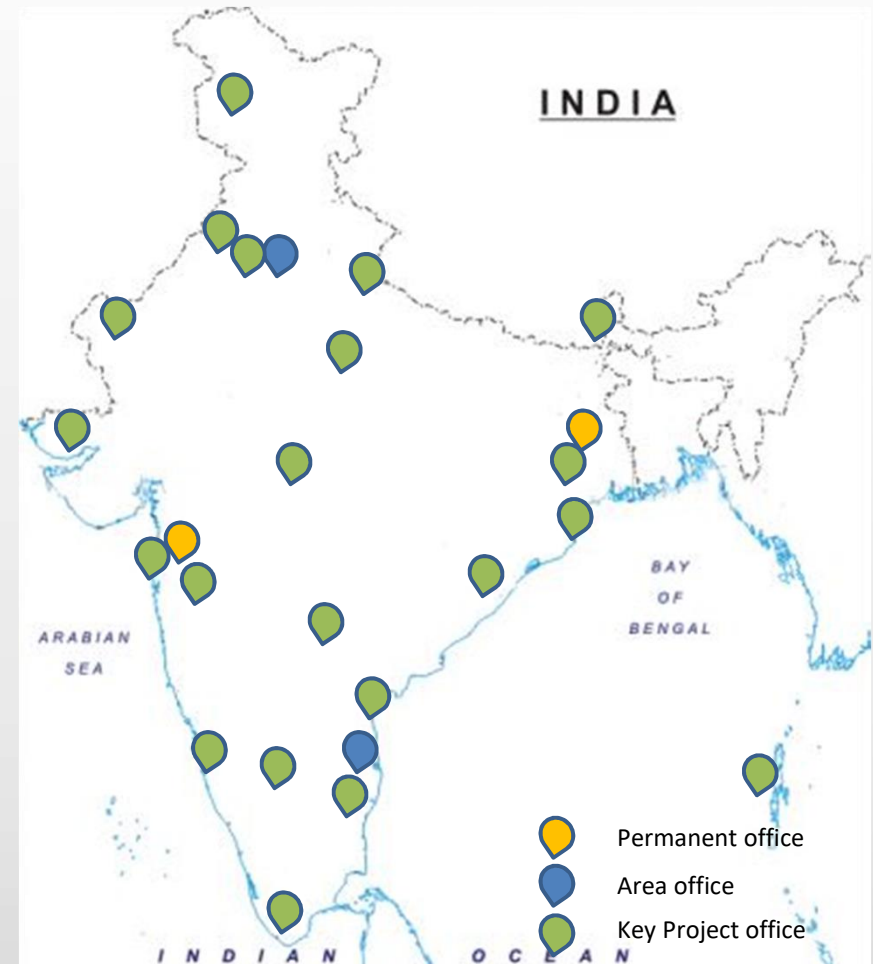 INDIA
BAY
OF
BENGAL
ARABIAN
SEA
Permanent office
Area office
Key Project office
INDIAN OCEAN